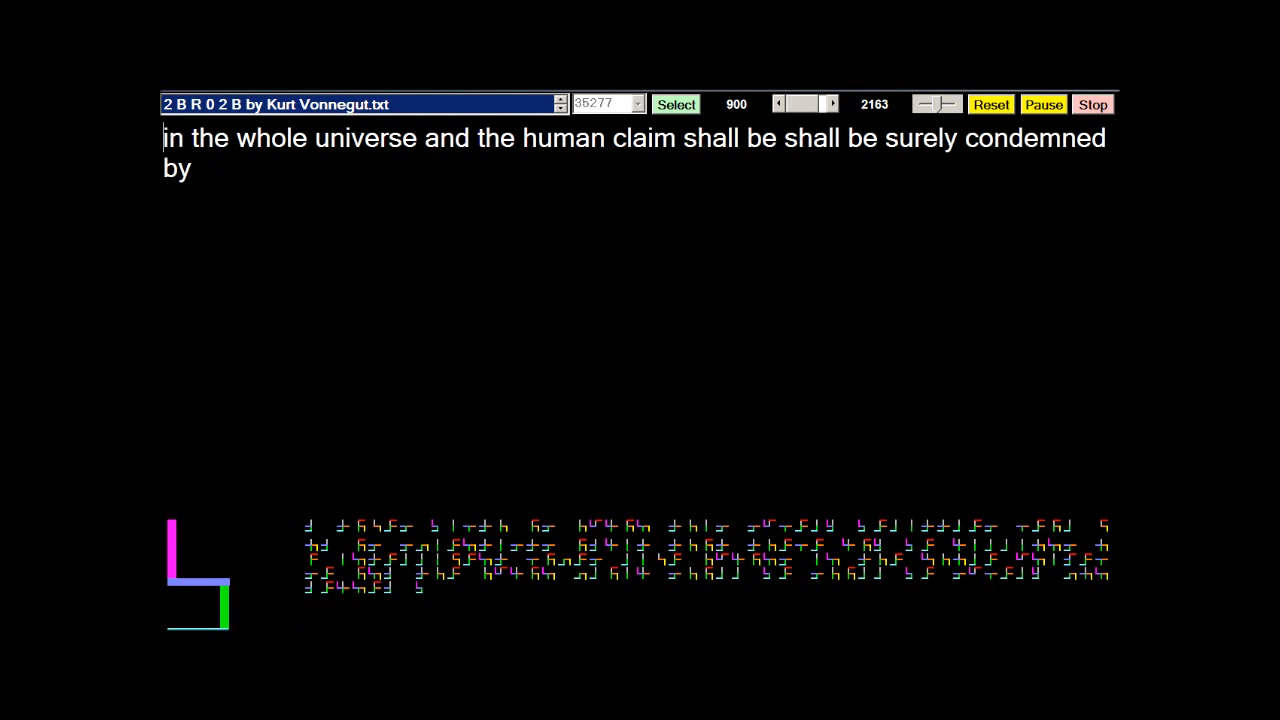 2 B R 0 2 B by Kurt Vonnegut.txt 35277 Select 900 2163 Reset Pause Stop
in the whole universe and the human claim shall be shall be surely condemned
by